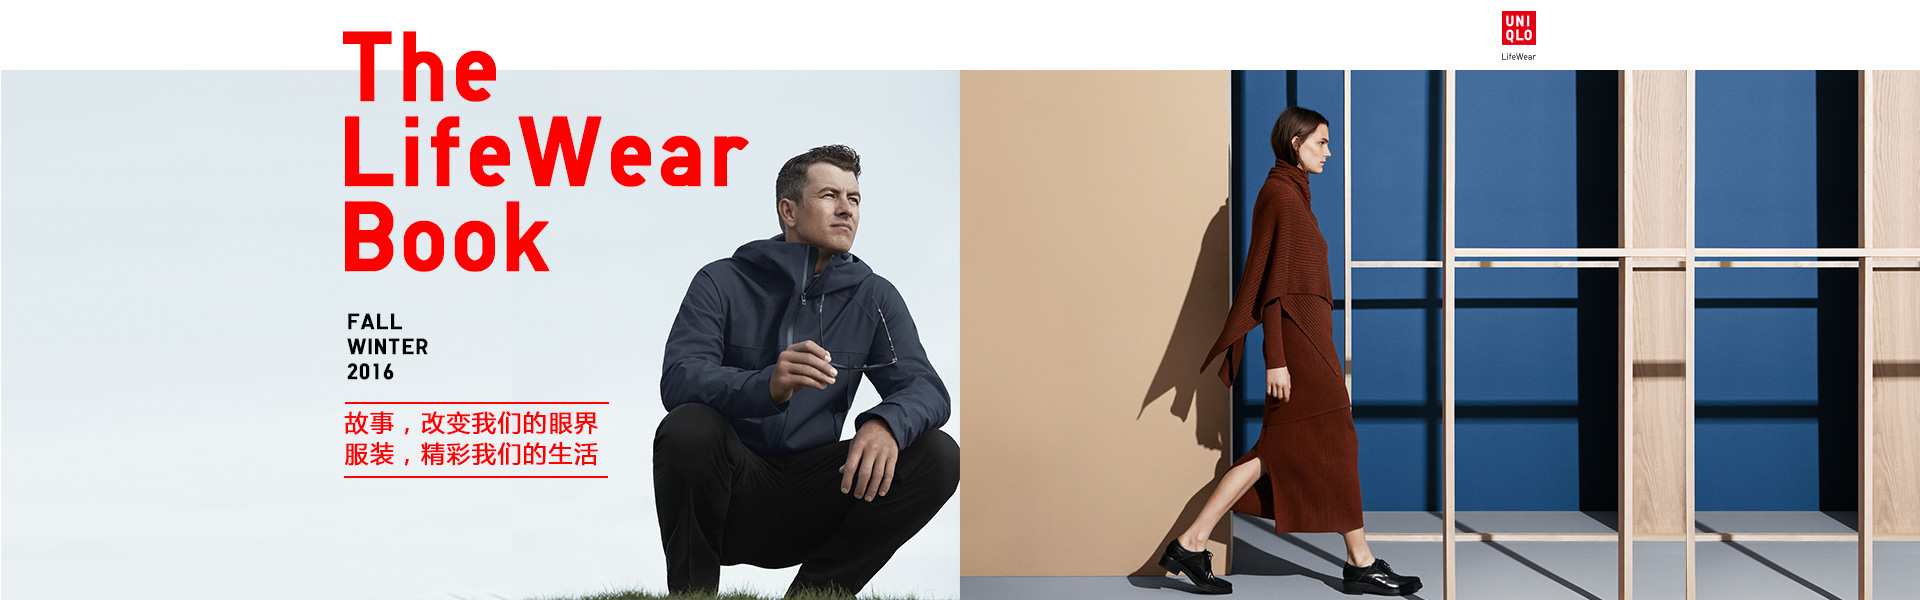 The
LifeWear
Book
FALL
WINTER
2016
故事，改变我们的眼界
服装，精彩我们的生活
UNI
QLO
LifeWear